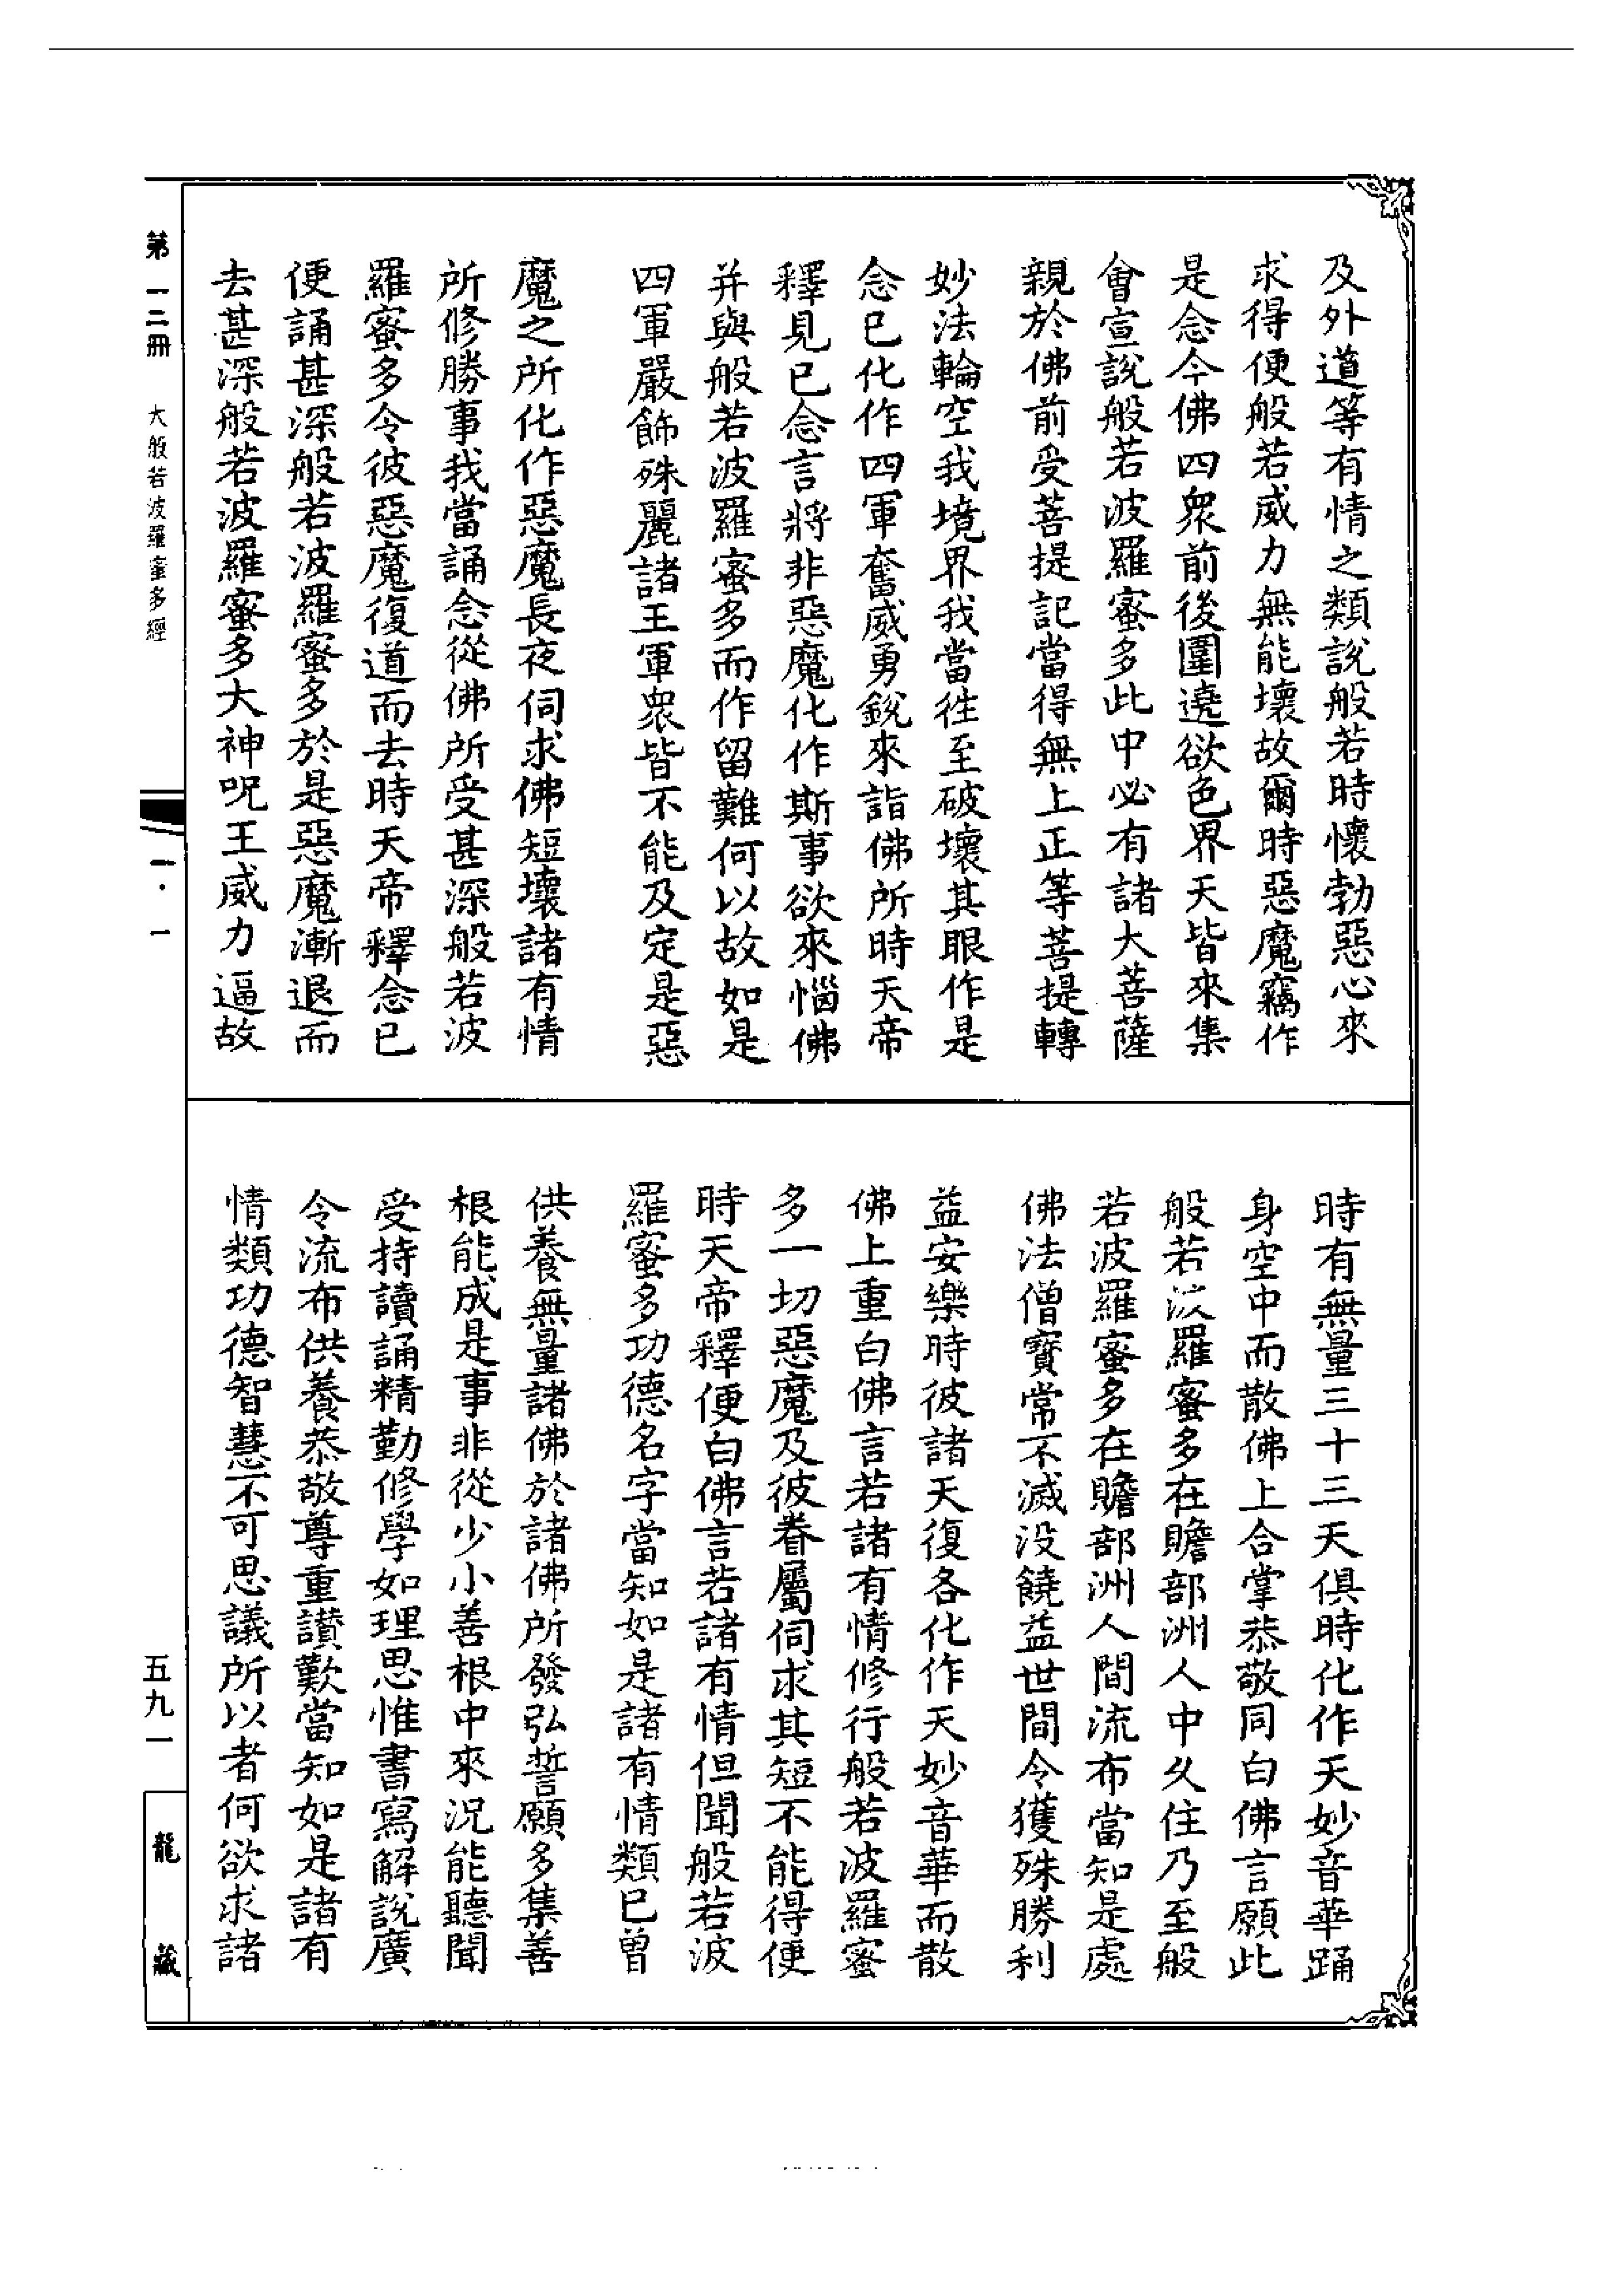 及外道等有情之類說般若時懷勃惡心來
求得便般若威力無能壞故爾時惡魔竊作
是念今佛四衆前後圍遶欲色界天皆來集
會宣說般若波羅蜜多此中必有諸大菩薩
親於佛前受菩提記當得無上正等菩提轉
妙法輪空我境界我當往至破壞其眼作是
念已化作四軍奮威勇銳來詣佛所時天帝
釋見已念言將非惡魔化作斯事欲來惱佛
并與般若波羅蜜多而作留難何以故如是
四軍嚴飾殊麗諸王軍衆皆不能及定是惡
魔之所化作惡魔長夜伺求佛短壞諸有情
所修勝事我當誦念從佛所受甚深般若波
羅蜜多令彼惡魔復道而去時天帝釋念已
便誦甚深般若波羅蜜多於是惡魔漸退而
去甚深般若波羅蜜多大神呪王威力逼故
時有無量三十三天俱時化作天妙音華踊
身空中而散佛上合掌恭敬同白佛言願此
般若波羅蜜多在贍部洲人中久住乃至般
若波羅蜜多在贍部洲人間流布當知是處
佛法僧寶常不滅没饒益世間令獲殊勝利
益安樂時彼諸天復各化作天妙音華而散
佛上重白佛言若諸有情修行般若波羅蜜
多一切惡魔及彼眷屬伺求其短不能得便
時天帝釋便白佛言若諸有情但聞般若波
羅蜜多功德名字當知如是諸有情類已曾
供養無量諸佛於諸佛所發弘誓願多集善
根能成是事非從少小善根中來況能聽聞
受持讀誦精勤修學如理思惟書寫解說廣
令流布供養恭敬尊重讚歎當知如是諸有
情類功德智慧不可思議所以者何欲求諸
第一二冊 大般若波羅蜜多經
一·一
五九一
龍藏